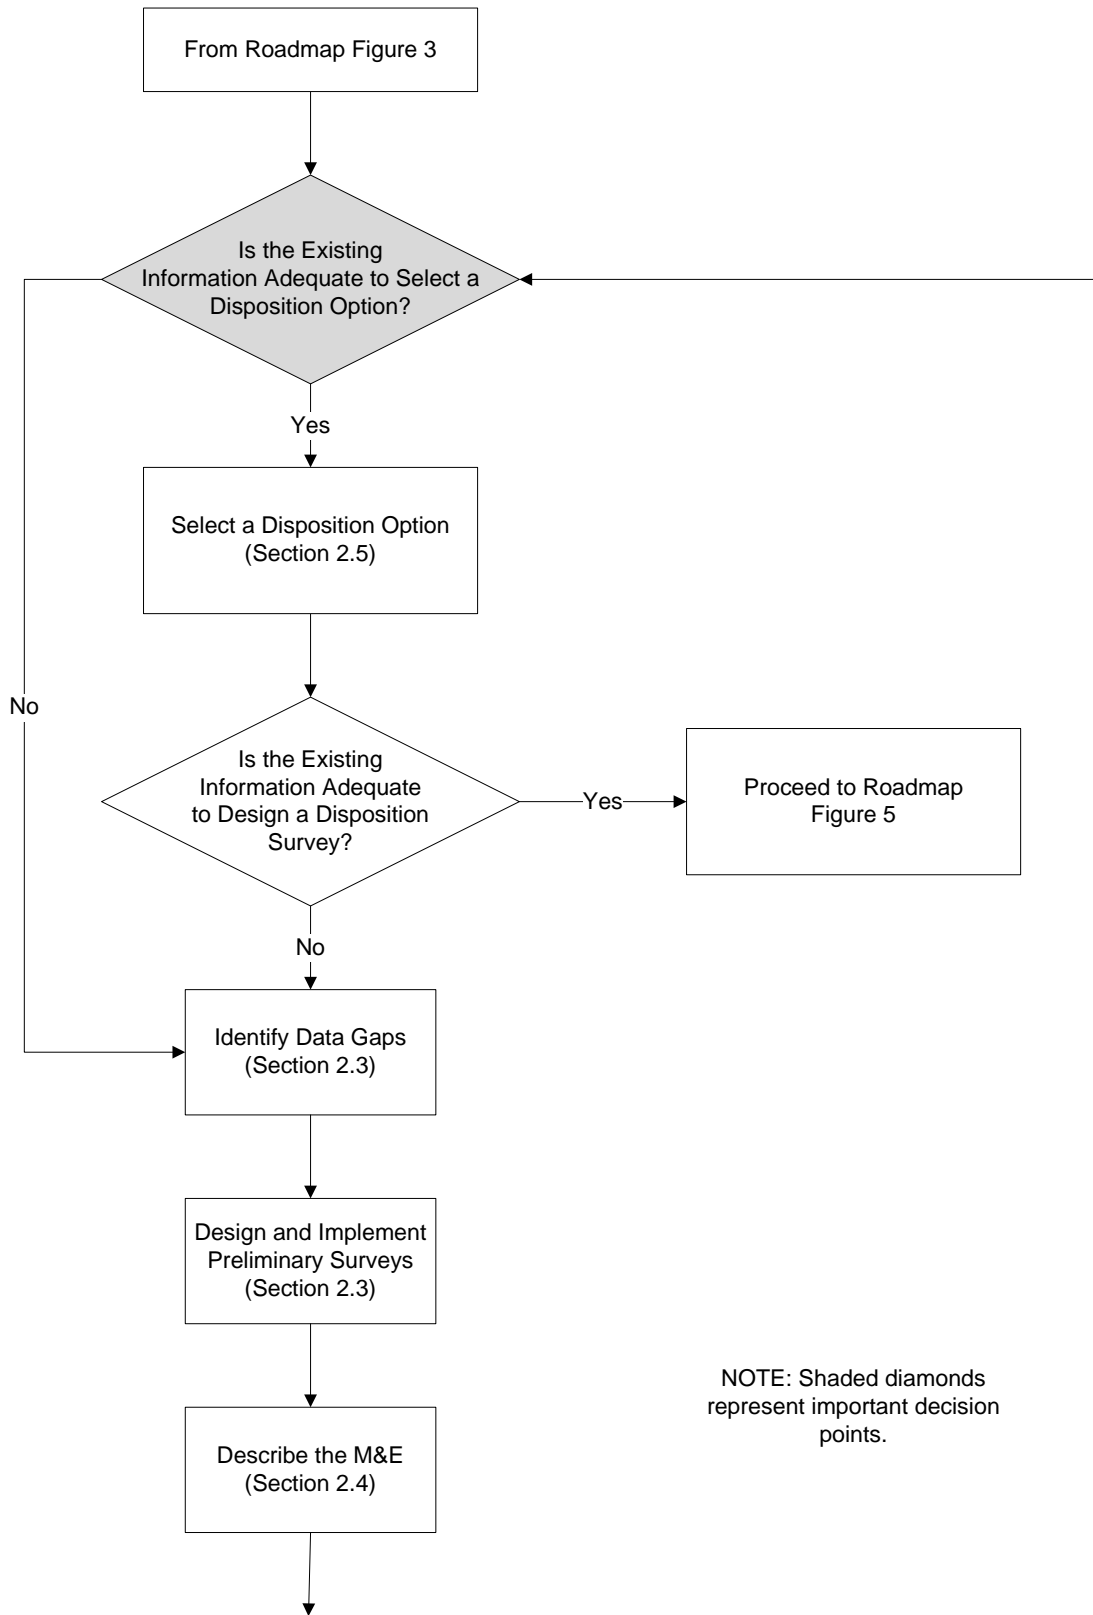 From Roadmap Figure 3
Is the Existing
Information Adequate to Select a
Disposition Option?
Yes
Select a Disposition Option
(Section 2.5)
No
Is the Existing
Information Adequate
to Design a Disposition
Survey?
Yes
Proceed to Roadmap
Figure 5
No
Identify Data Gaps
(Section 2.3)
Design and Implement
Preliminary Surveys
(Section 2.3)
NOTE: Shaded diamonds
represent important decision
points.
Describe the M&E
(Section 2.4)